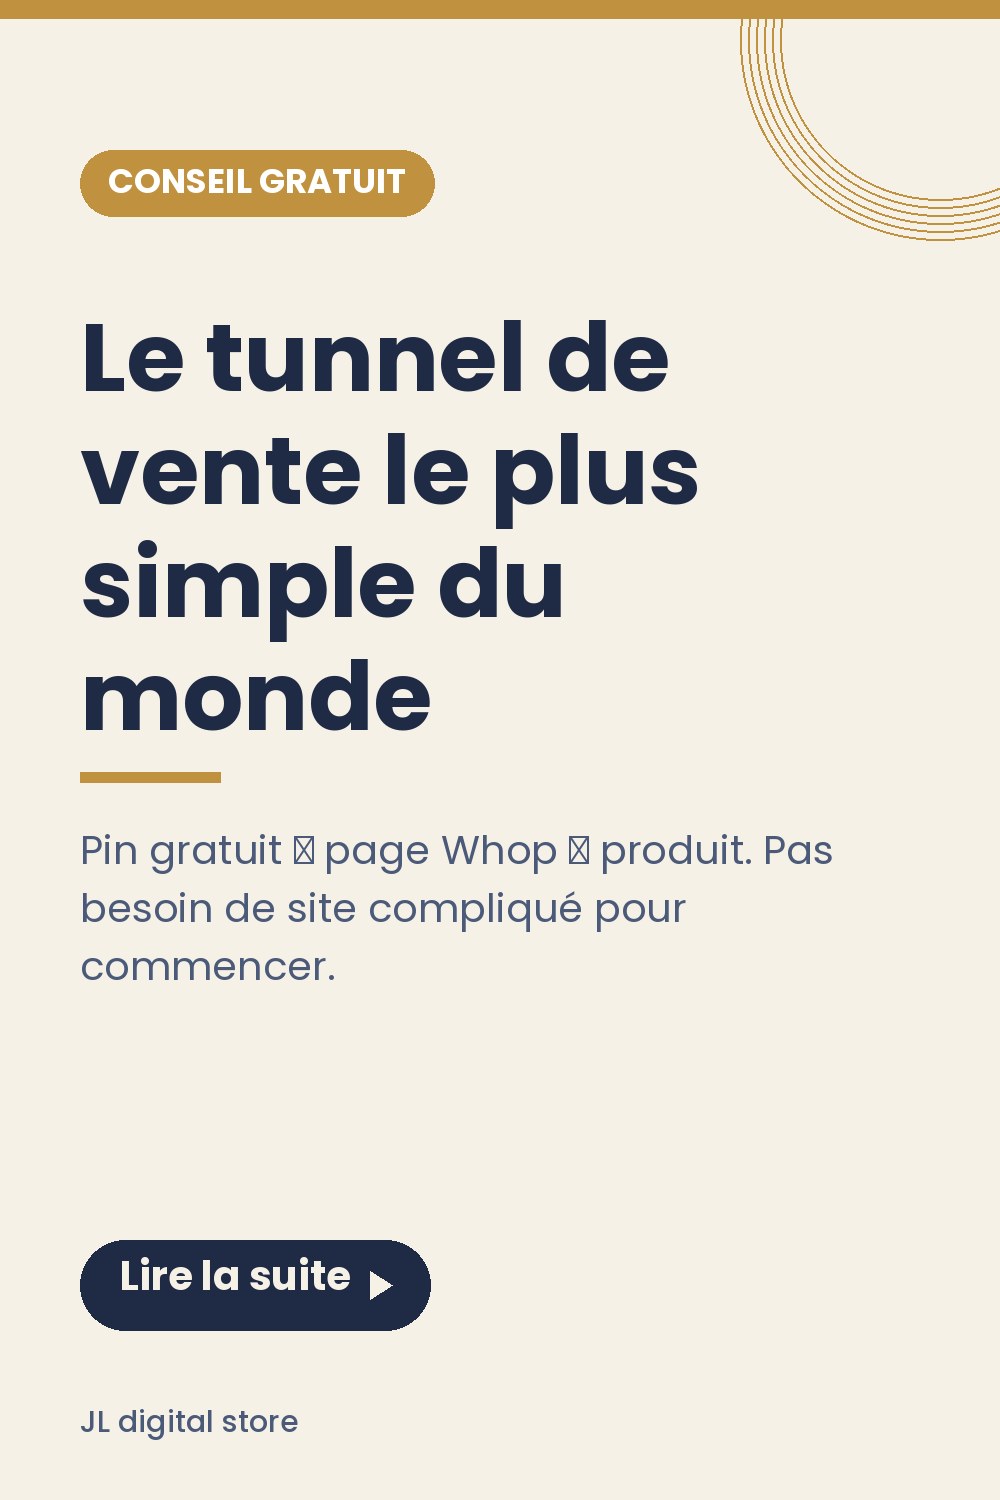 CONSEIL GRATUIT
Le tunnel de
vente le plus
simple du
monde
Pin gratuit page Whop produit. Pas
besoin de site compliqué pour
commencer.
Lire la suite
JL digital store